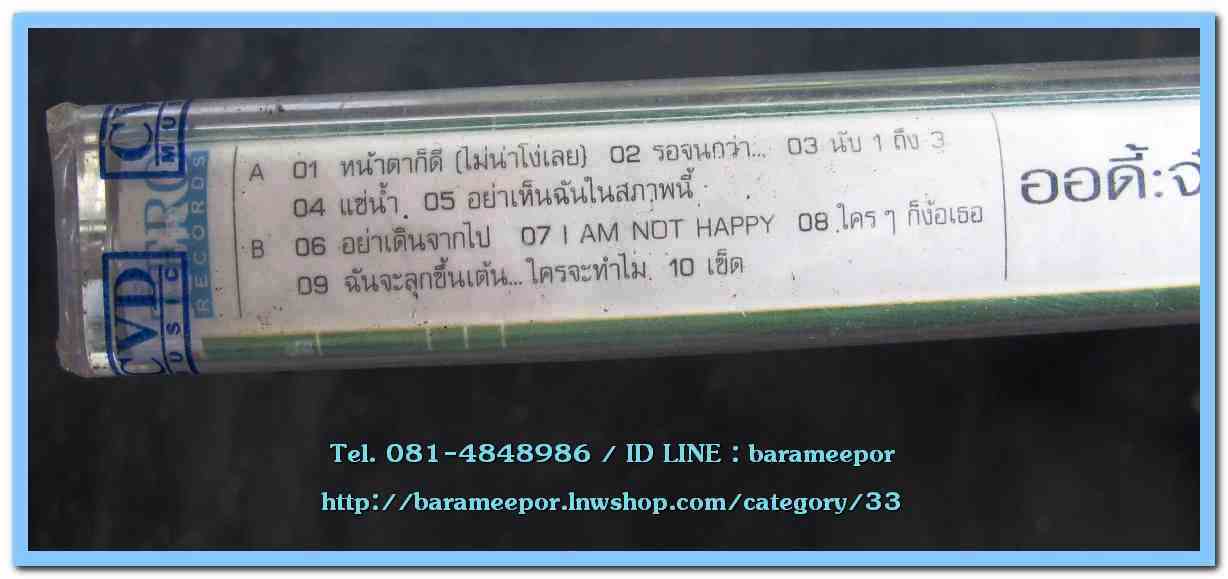 CVD
MUSIC
RECORDS
A 01 หน้าตาก็ดี (ไม่น่าโง่เลย) 02 รอจนกว่า... 03 นับ 1 ถึง 3
04 แช่น้ำ 05 อย่าเห็นฉันในสภาพนี้
B 06 อย่าเดินจากไป 07 I AM NOT HAPPY 08 ใคร ๆ ก็ง้อเธอ
09 ฉันจะลุกขึ้นเต้น... ใครจะทำไม 10 เข็ด
ออดี้:
Tel. 081-4848986 / ID LINE : barameepor
http://barameepor.lnwshop.com/category/33